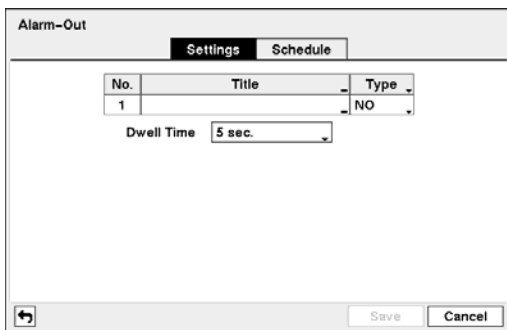 Alarm-Out
Settings Schedule
No. Title Type
1 NO
Dwell Time 5 sec.
Save Cancel